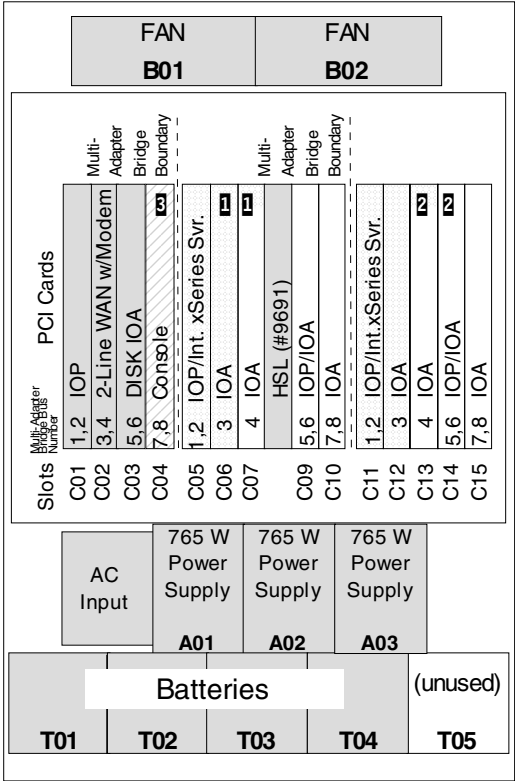 FAN
B01
FAN
B02
Multi-
Adapter
Bridge
Boundary
Multi-
Adapter
Bridge
Boundary
Slots
Multi-Adapter
Bridge Bus
Number
PCI Cards
C01 1,2 IOP
C02 3,4 2-Line WAN w/Modem
C03 5,6 DISK IOA
C04 7,8 Console 3
C05 1,2 IOP/Int. xSeries Svr.
C06 3 IOA 1
C07 4 IOA 1
HSL (#9691)
C09 5,6 IOP/IOA
C10 7,8 IOA
C11 1,2 IOP/Int.xSeries Svr.
C12 3 IOA
C13 4 IOA 2
C14 5,6 IOP/IOA 2
C15 7,8 IOA
AC
Input
765 W
Power
Supply
A01
765 W
Power
Supply
A02
765 W
Power
Supply
A03
Batteries
(unused)
T01
T02
T03
T04
T05